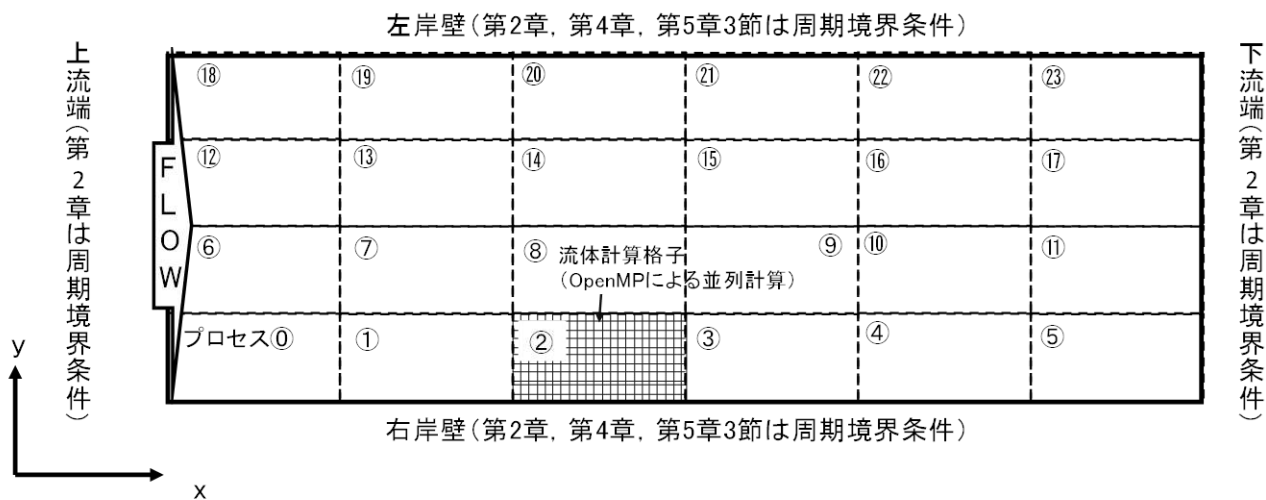 左岸壁(第2章, 第4章, 第5章3節は周期境界条件)
上流端(第2章は周期境界条件)
下流端(第2章は周期境界条件)
⑱ ⑲ ⑳ ㉑ ㉒ ㉓
⑫ ⑬ ⑭ ⑮ ⑯ ⑰
FLOW
⑥ ⑦ ⑧ ⑨ ⑩ ⑪
流体計算格子
(OpenMPによる並列計算)
プロセス⓪ ① ② ③ ④ ⑤
y
右岸壁(第2章, 第4章, 第5章3節は周期境界条件)
x